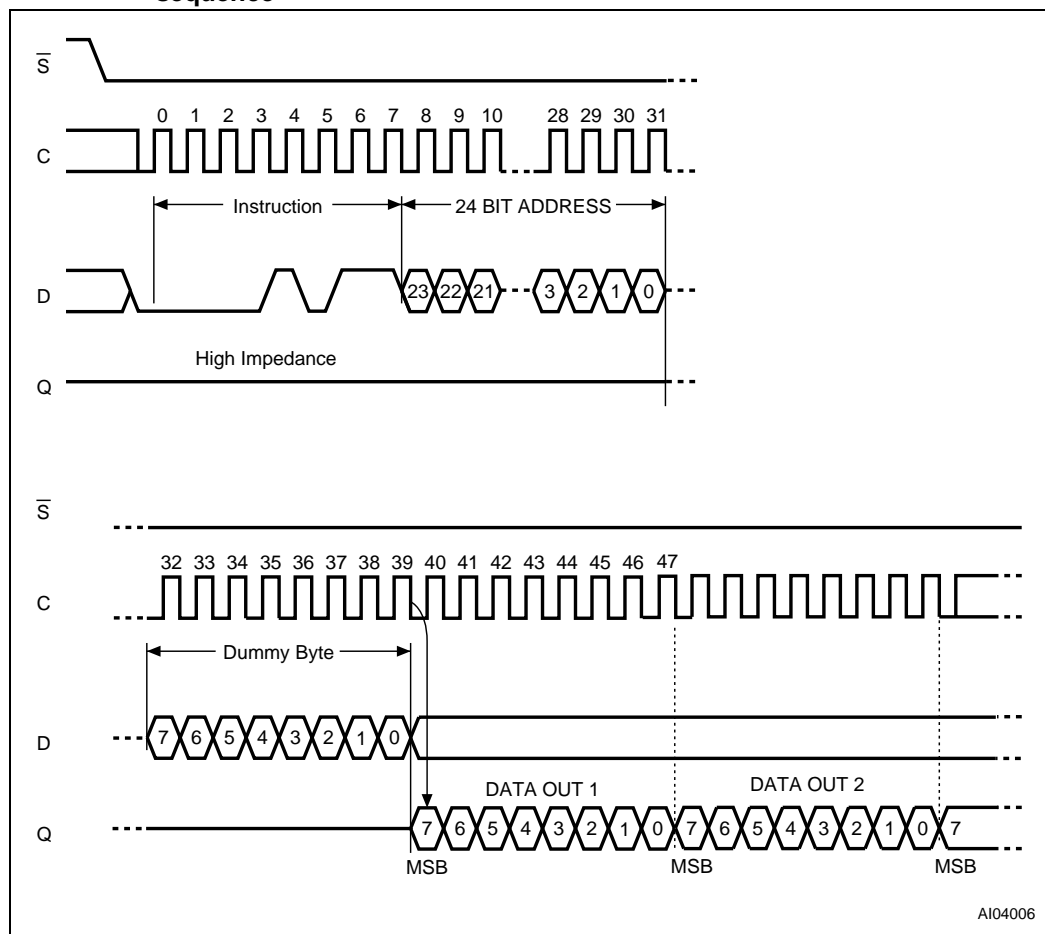 sequence
S
0 1 2 3 4 5 6 7 8 9 10 28 29 30 31
C
Instruction 24 BIT ADDRESS
D 23 22 21 3 2 1 0
High Impedance
Q
S
32 33 34 35 36 37 38 39 40 41 42 43 44 45 46 47
C
Dummy Byte
D 7 6 5 4 3 2 1 0
DATA OUT 1 DATA OUT 2
Q 7 6 5 4 3 2 1 0 7 6 5 4 3 2 1 0 7
MSB MSB MSB
AI04006